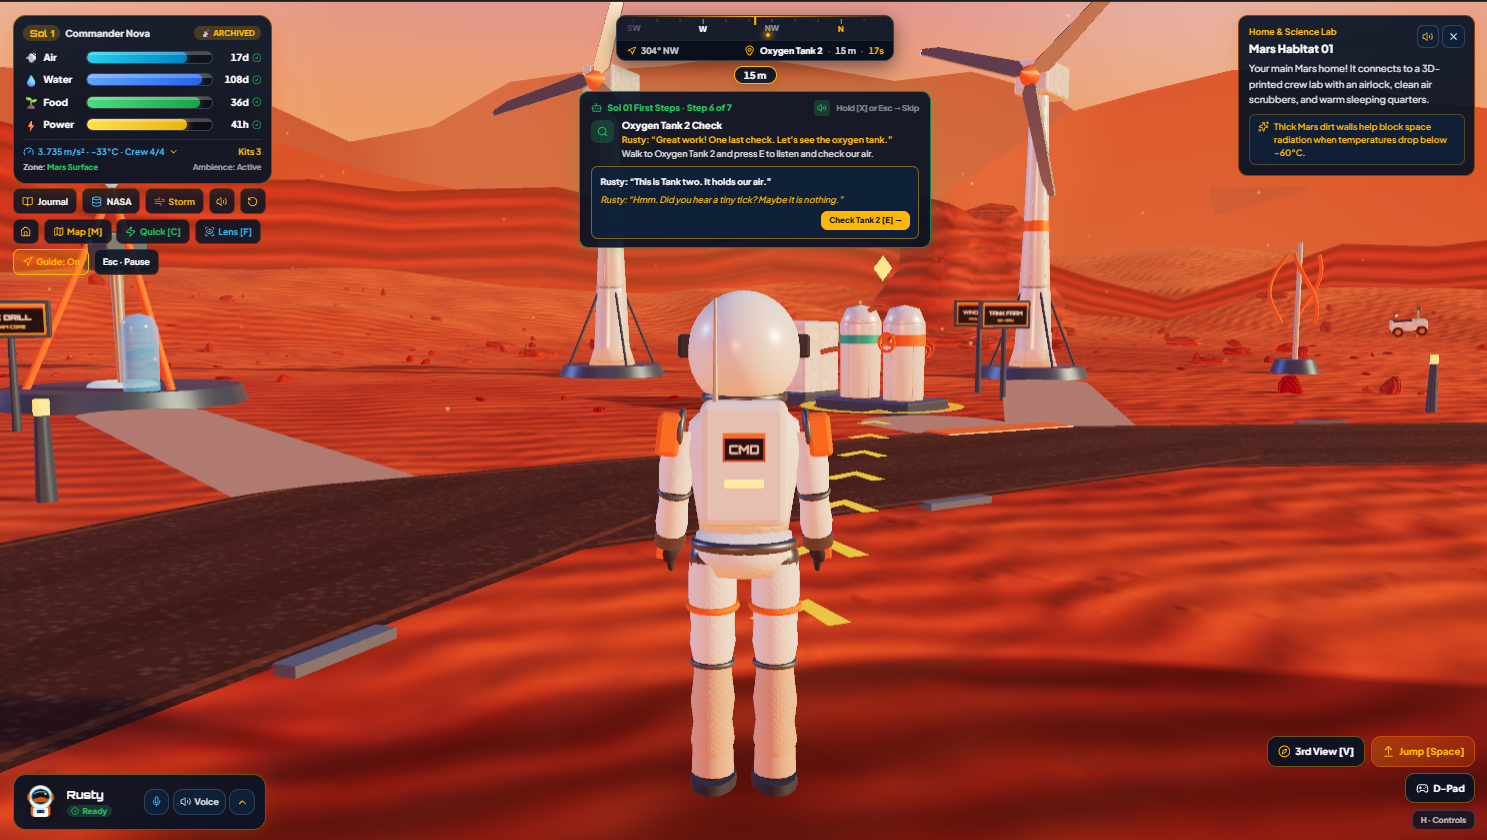 Sol 1 Commander Nova ARCHIVED
Air 17d
Water 108d
Food 36d
Power 41h
3.735 m/s² · −33°C · Crew 4/4 Kits 3
Zone: Mars Surface Ambience: Active
Journal NASA Storm
Map [M] Quick [C] Lens [F]
Guide: On Esc · Pause
SW W NW N
304° NW Oxygen Tank 2 · 15 m · 17s
15 m
Sol 01 First Steps · Step 6 of 7 Hold [X] or Esc → Skip
Oxygen Tank 2 Check
Rusty: “Great work! One last check. Let's see the oxygen tank.”
Walk to Oxygen Tank 2 and press E to listen and check our air.
Rusty: “This is Tank two. It holds our air.”
Rusty: “Hmm. Did you hear a tiny tick? Maybe it is nothing.”
Check Tank 2 [E] →
Home & Science Lab
Mars Habitat 01
Your main Mars home! It connects to a 3D-
printed crew lab with an airlock, clean air
scrubbers, and warm sleeping quarters.
Thick Mars dirt walls help block space
radiation when temperatures drop below
−60°C.
DRILL
WIND
TANK FARM
CMD
Rusty
Ready
Voice
3rd View [V] Jump [Space]
D-Pad
H · Controls